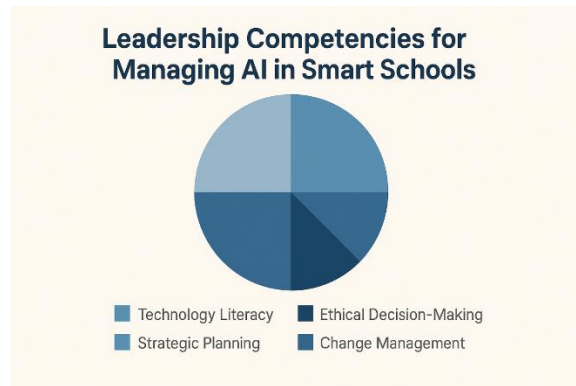 Leadership Competencies for
Managing AI in Smart Schools
Technology Literacy
Ethical Decision-Making
Strategic Planning
Change Management